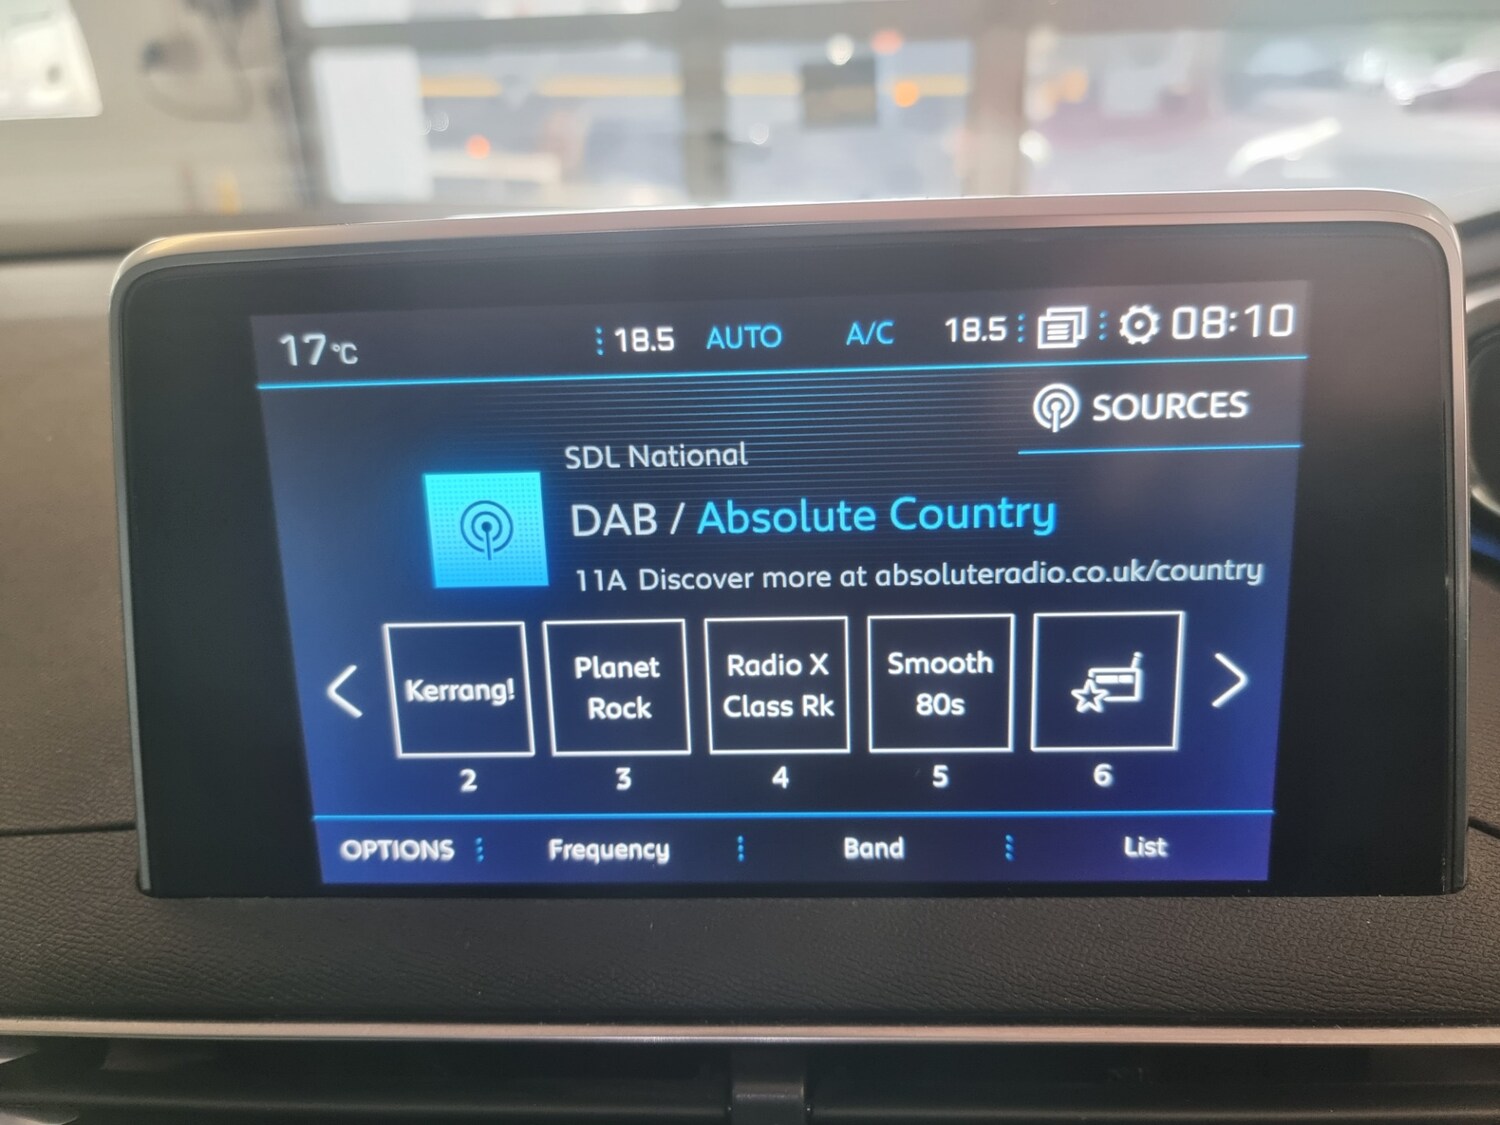 17°C 18.5 AUTO A/C 18.5 08:10
SOURCES
SDL National
DAB / Absolute Country
11A Discover more at absoluteradio.co.uk/country
Kerrang!
Planet
Rock
Radio X
Class Rk
Smooth
80s
2 3 4 5 6
OPTIONS Frequency Band List